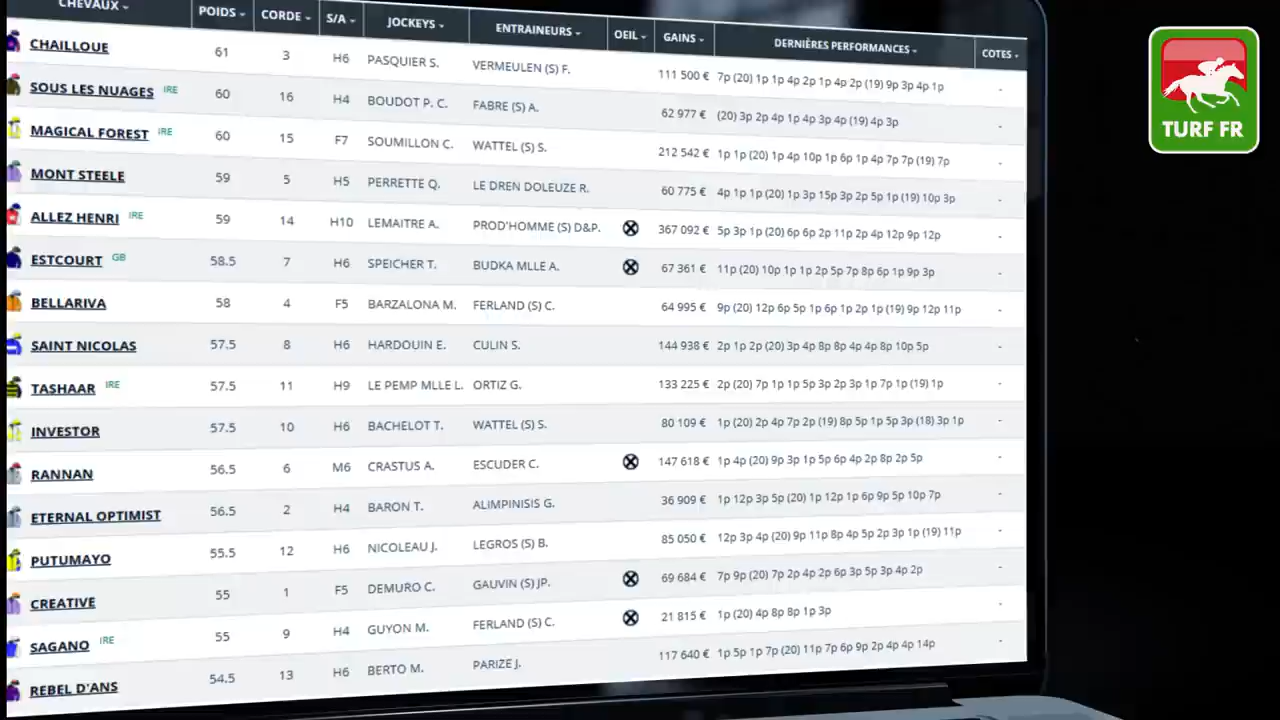 CHEVAUX POIDS CORDE S/A JOCKEYS ENTRAINEURS OEIL GAINS DERNIÈRES PERFORMANCES COTES
CHAILLOUE 61 3 H6 PASQUIER S. VERMEULEN (S) F. 111 500 € 7p (20) 1p 1p 4p 2p 1p 4p 2p (19) 9p 3p 4p 1p -
SOUS LES NUAGES IRE 60 16 H4 BOUDOT P. C. FABRE (S) A. 62 977 € (20) 3p 2p 4p 1p 4p 3p 4p (19) 4p 3p -
MAGICAL FOREST IRE 60 15 F7 SOUMILLON C. WATTEL (S) S. 212 542 € 1p 1p (20) 1p 4p 10p 1p 6p 1p 4p 7p 7p (19) 7p -
MONT STEELE 59 5 H5 PERRETTE Q. LE DREN DOLEUZE R. 60 775 € 4p 1p 1p (20) 1p 3p 15p 3p 2p 5p 1p (19) 10p 3p -
ALLEZ HENRI IRE 59 14 H10 LEMAITRE A. PROD'HOMME (S) D&P. 367 092 € 5p 3p 1p (20) 6p 6p 2p 11p 2p 4p 12p 9p 12p -
ESTCOURT GB 58.5 7 H6 SPEICHER T. BUDKA MLLE A. 67 361 € 11p (20) 10p 1p 1p 2p 5p 7p 8p 6p 1p 9p 3p -
BELLARIVA 58 4 F5 BARZALONA M. FERLAND (S) C. 64 995 € 9p (20) 12p 6p 5p 1p 6p 1p 2p 1p (19) 9p 12p 11p -
SAINT NICOLAS 57.5 8 H6 HARDOUIN E. CULIN S. 144 938 € 2p 1p 2p (20) 3p 4p 8p 8p 4p 4p 8p 10p 5p -
TASHAAR IRE 57.5 11 H9 LE PEMP MLLE L. ORTIZ G. 133 225 € 2p (20) 7p 1p 1p 5p 3p 2p 3p 1p 7p 1p (19) 1p -
INVESTOR 57.5 10 H6 BACHELOT T. WATTEL (S) S. 80 109 € 1p (20) 2p 4p 7p 2p (19) 8p 5p 1p 5p 3p (18) 3p 1p -
RANNAN 56.5 6 M6 CRASTUS A. ESCUDER C. 147 618 € 1p 4p (20) 9p 3p 1p 5p 6p 4p 2p 8p 2p 5p -
ETERNAL OPTIMIST 56.5 2 H4 BARON T. ALIMPINISIS G. 36 909 € 1p 12p 3p 5p (20) 1p 12p 1p 6p 9p 5p 10p 7p -
PUTUMAYO 55.5 12 H6 NICOLEAU J. LEGROS (S) B. 85 050 € 12p 3p 4p (20) 9p 11p 8p 4p 5p 2p 3p 1p (19) 11p -
CREATIVE 55 1 F5 DEMURO C. GAUVIN (S) JP. 69 684 € 7p 9p (20) 7p 2p 4p 2p 6p 3p 5p 3p 4p 2p -
SAGANO IRE 55 9 H4 GUYON M. FERLAND (S) C. 21 815 € 1p (20) 4p 8p 8p 1p 3p -
REBEL D'ANS 54.5 13 H6 BERTO M. PARIZE J. 117 640 € 1p 5p 1p 7p (20) 11p 7p 6p 9p 2p 4p 4p 14p -
TURF FR